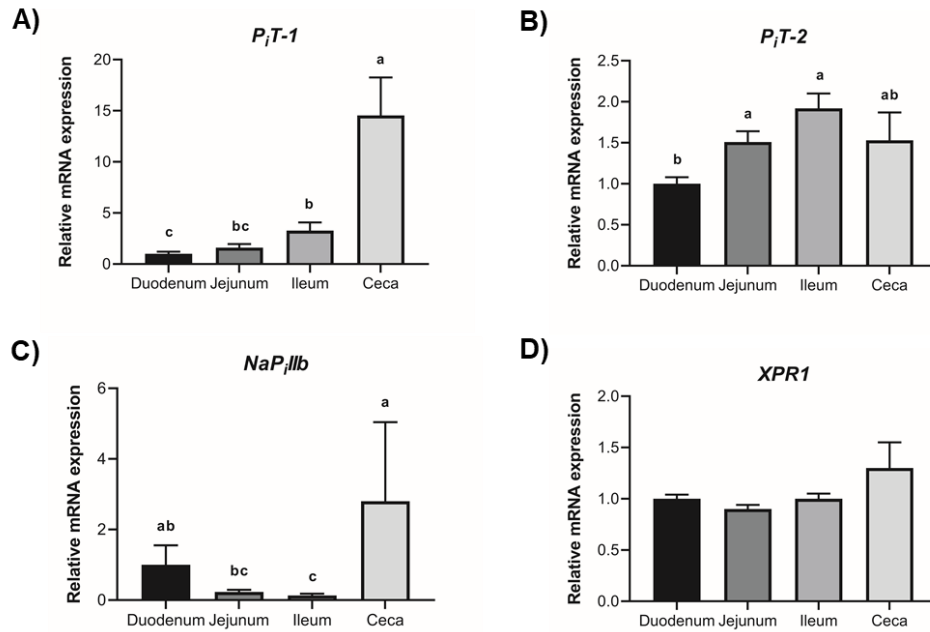 A)
PiT-1
Relative mRNA expression
20
15
10
5
0
a
b
bc
c
Duodenum Jejunum Ileum Ceca
B)
PiT-2
Relative mRNA expression
2.5
2.0
1.5
1.0
0.5
0.0
b
a
a
ab
Duodenum Jejunum Ileum Ceca
C)
NaPiIIb
Relative mRNA expression
6
4
2
0
ab
bc
c
a
Duodenum Jejunum Ileum Ceca
D)
XPR1
Relative mRNA expression
2.0
1.5
1.0
0.5
0.0
Duodenum Jejunum Ileum Ceca